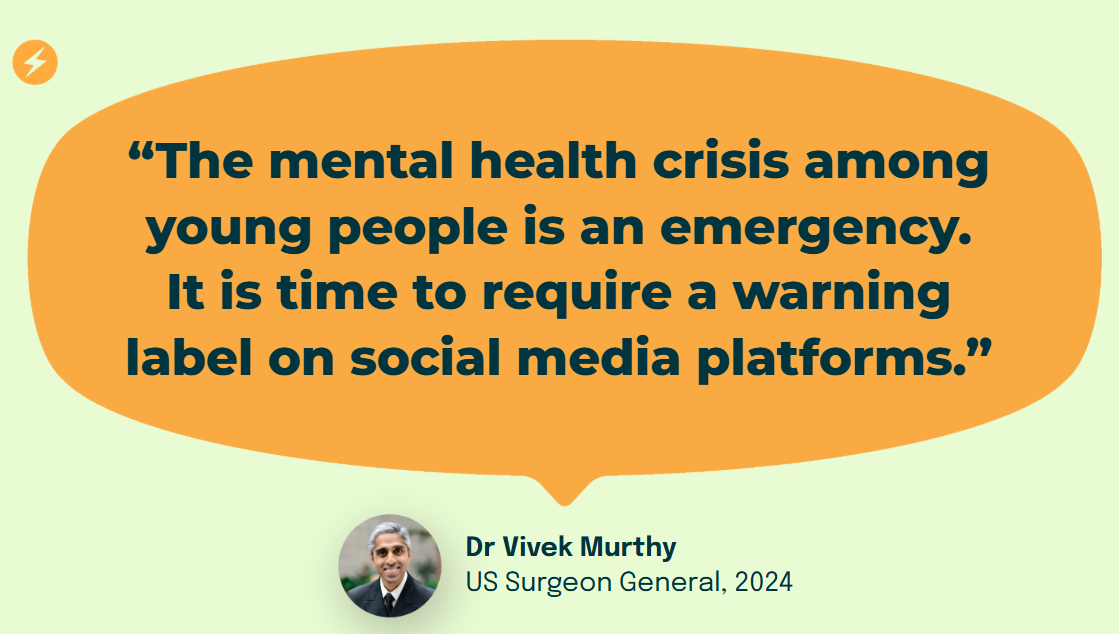 “The mental health crisis among
young people is an emergency.
It is time to require a warning
label on social media platforms.”
Dr Vivek Murthy
US Surgeon General, 2024